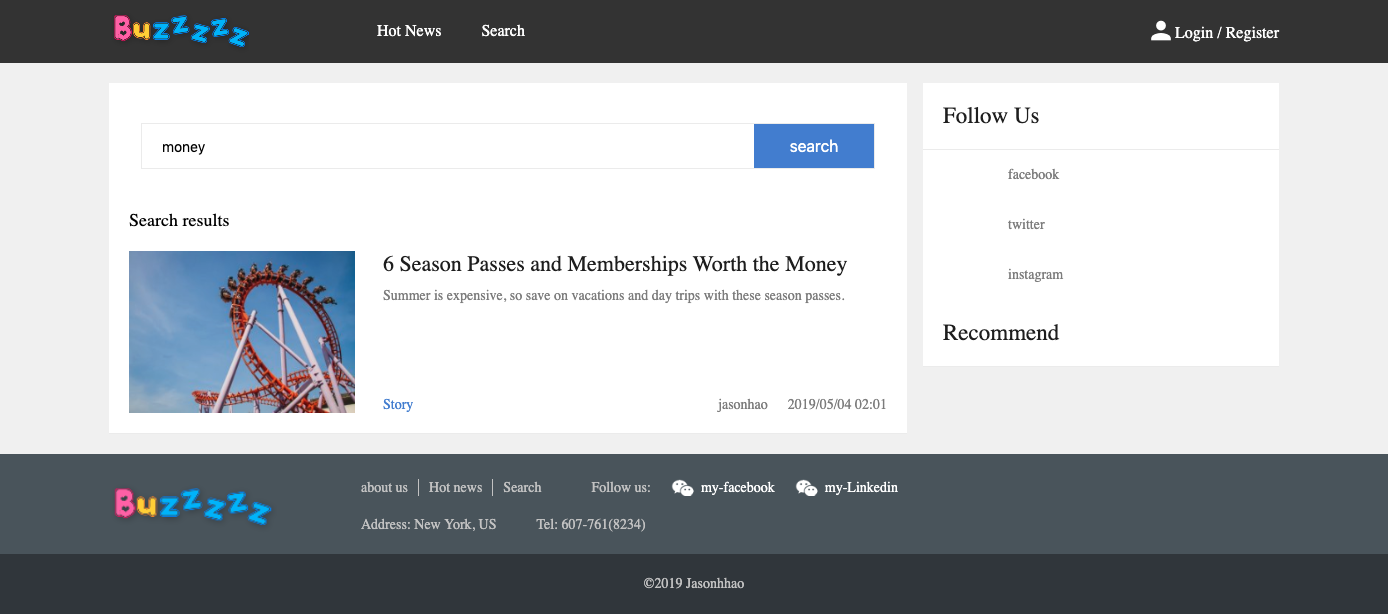 Buzzzzz
Hot News
Search
Login / Register
money
search
Search results
6 Season Passes and Memberships Worth the Money
Summer is expensive, so save on vacations and day trips with these season passes.
Story
jasonhao
2019/05/04 02:01
Follow Us
facebook
twitter
instagram
Recommend
Buzzzzz
about us
Hot news
Search
Follow us:
my-facebook
my-Linkedin
Address: New York, US
Tel: 607-761(8234)
©2019 Jasonhhao